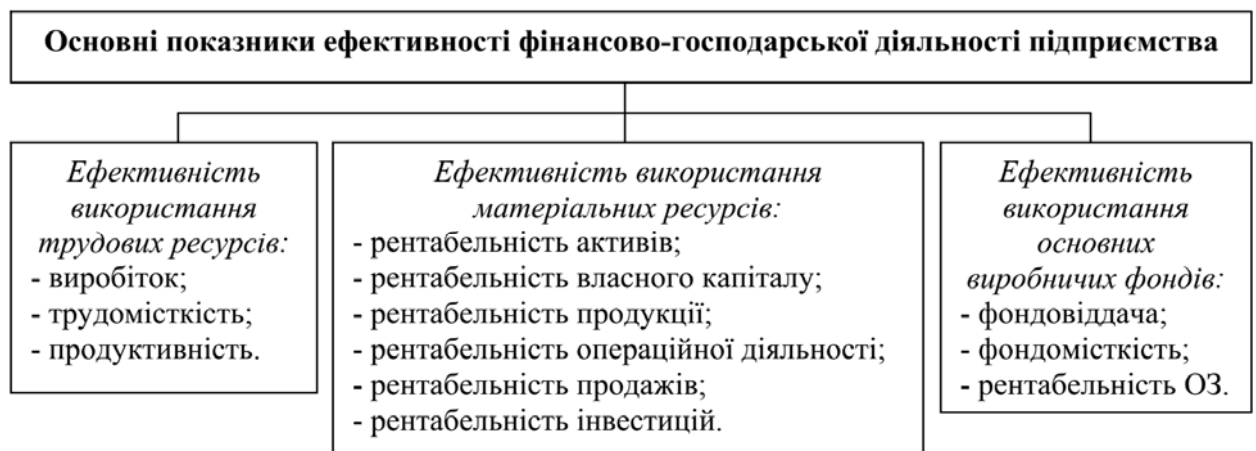 Основні показники ефективності фінансово-господарської діяльності підприємства
Ефективність
використання
трудових ресурсів:
- виробіток;
- трудомісткість;
- продуктивність.
Ефективність використання
матеріальних ресурсів:
- рентабельність активів;
- рентабельність власного капіталу;
- рентабельність продукції;
- рентабельність операційної діяльності;
- рентабельність продажів;
- рентабельність інвестицій.
Ефективність
використання
основних
виробничих фондів:
- фондовіддача;
- фондомісткість;
- рентабельність ОЗ.